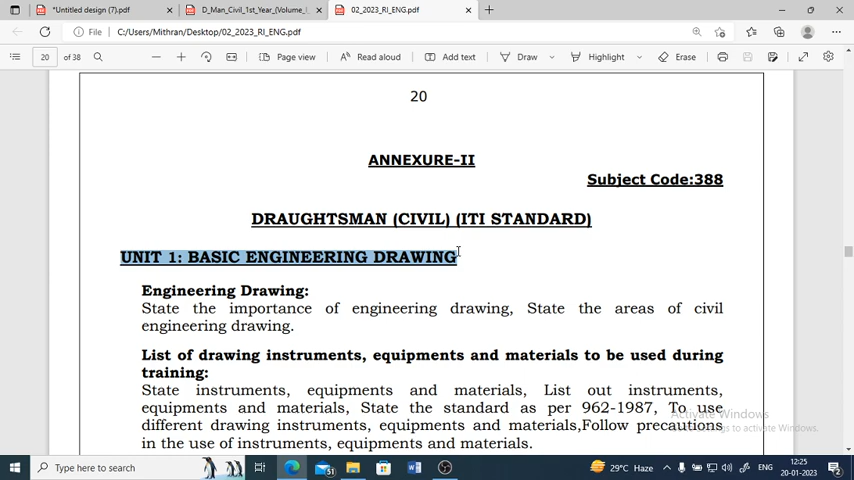 *Untitled design (7).pdf
D_Man_Civil_1st_Year_(Volume_I_
02_2023_RI_ENG.pdf
File
C:/Users/Mithran/Desktop/02_2023_RI_ENG.pdf
20 of 38
Page view
Read aloud
Add text
Draw
Highlight
Erase
20
ANNEXURE-II
Subject Code:388
DRAUGHTSMAN (CIVIL) (ITI STANDARD)
UNIT 1: BASIC ENGINEERING DRAWING
Engineering Drawing:
State the importance of engineering drawing, State the areas of civil
engineering drawing.
List of drawing instruments, equipments and materials to be used during
training:
State instruments, equipments and materials, List out instruments,
equipments and materials, State the standard as per 962-1987, To use
different drawing instruments, equipments and materials,Follow precautions
in the use of instruments, equipments and materials.
Activate Windows
to activate Windows.
Type here to search
51
29°C Haze
ENG
12:25
20-01-2023
2